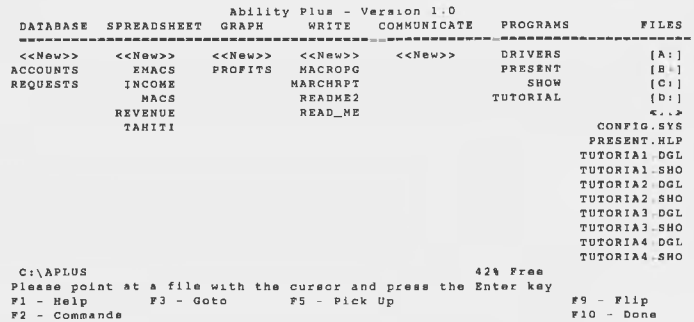 Ability Plus - Version 1.0
DATABASE SPREADSHEET GRAPH WRITE COMMUNICATE PROGRAMS FILES
<<New>> <<New>> <<New>> <<New>> <<New>> DRIVERS [A:]
ACCOUNTS EMACS PROFITS MACROPG PRESENT [B:]
REQUESTS INCOME MARCHRPT SHOW [C:]
MACS README2 TUTORIAL [D:]
REVENUE READ_ME <..>
TAHITI CONFIG.SYS
PRESENT.HLP
TUTORIA1.DGL
TUTORIA1.SHO
TUTORIA2.DGL
TUTORIA2.SHO
TUTORIA3.DGL
TUTORIA3.SHO
TUTORIA4.DGL
TUTORIA4.SHO
C:\APLUS 42% Free
Please point at a file with the cursor and press the Enter key
F1 - Help F3 - Goto F5 - Pick Up F9 - Flip
F2 - Commands F10 - Done